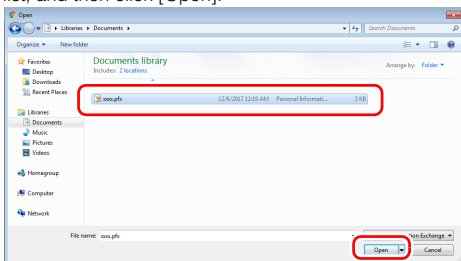 list, and then click [Open].
Open
Libraries ▸ Documents ▸
Search Documents
Organize ▾ New folder
Favorites
Desktop
Downloads
Recent Places
Libraries
Documents
Music
Pictures
Videos
Homegroup
Computer
Network
Documents library
Includes: 2 locations
Arrange by: Folder ▾
xxxx.pfx 12/6/2017 12:19 AM Personal Informati... 3 KB
File name: xxxx.pfx
Exchange
Open
Cancel